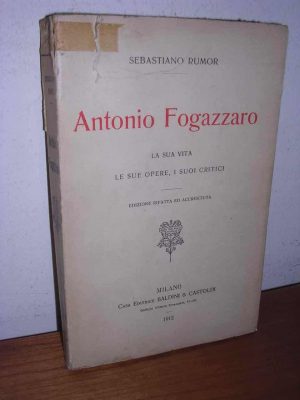 SEBASTIANO RUMOR
Antonio Fogazzaro
LA SUA VITA
LE SUE OPERE, I SUOI CRITICI
EDIZIONE RIFATTA ED ACCRESCIUTA
MILANO
CASA EDITRICE BALDINI & CASTOLDI
1912